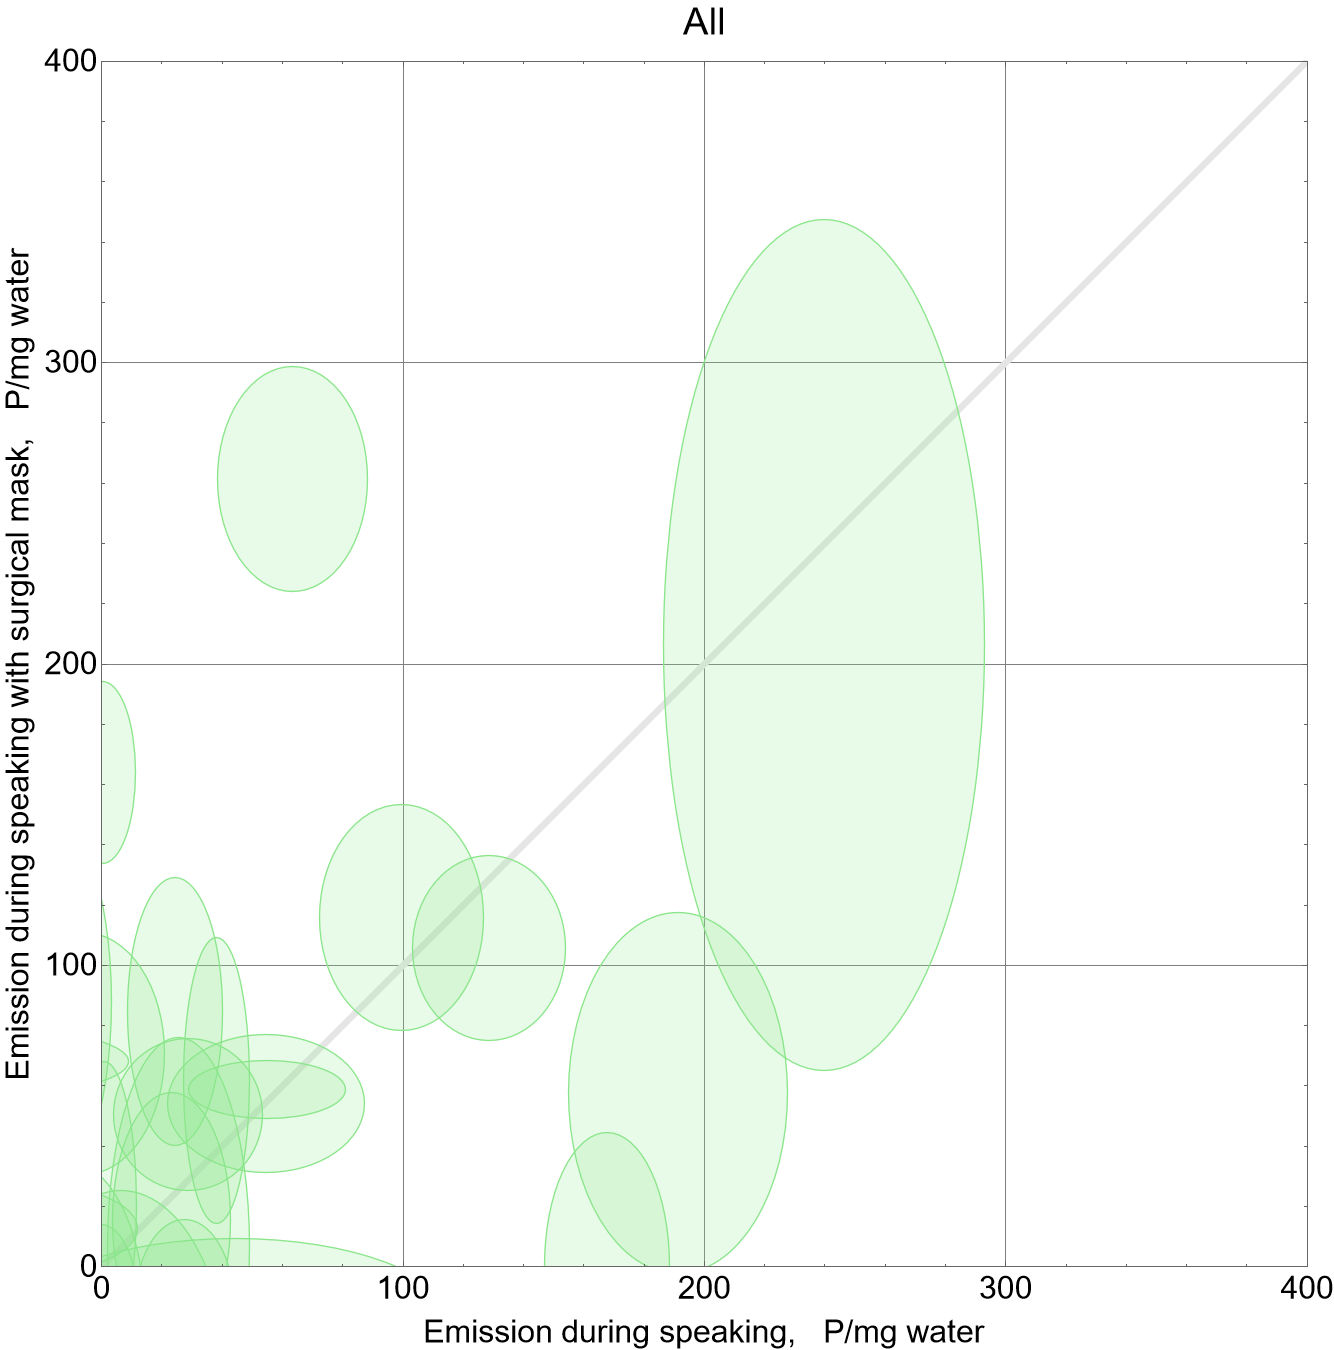 All
400
300
200
100
0
Emission during speaking with surgical mask, P/mg water
0 100 200 300 400
Emission during speaking, P/mg water